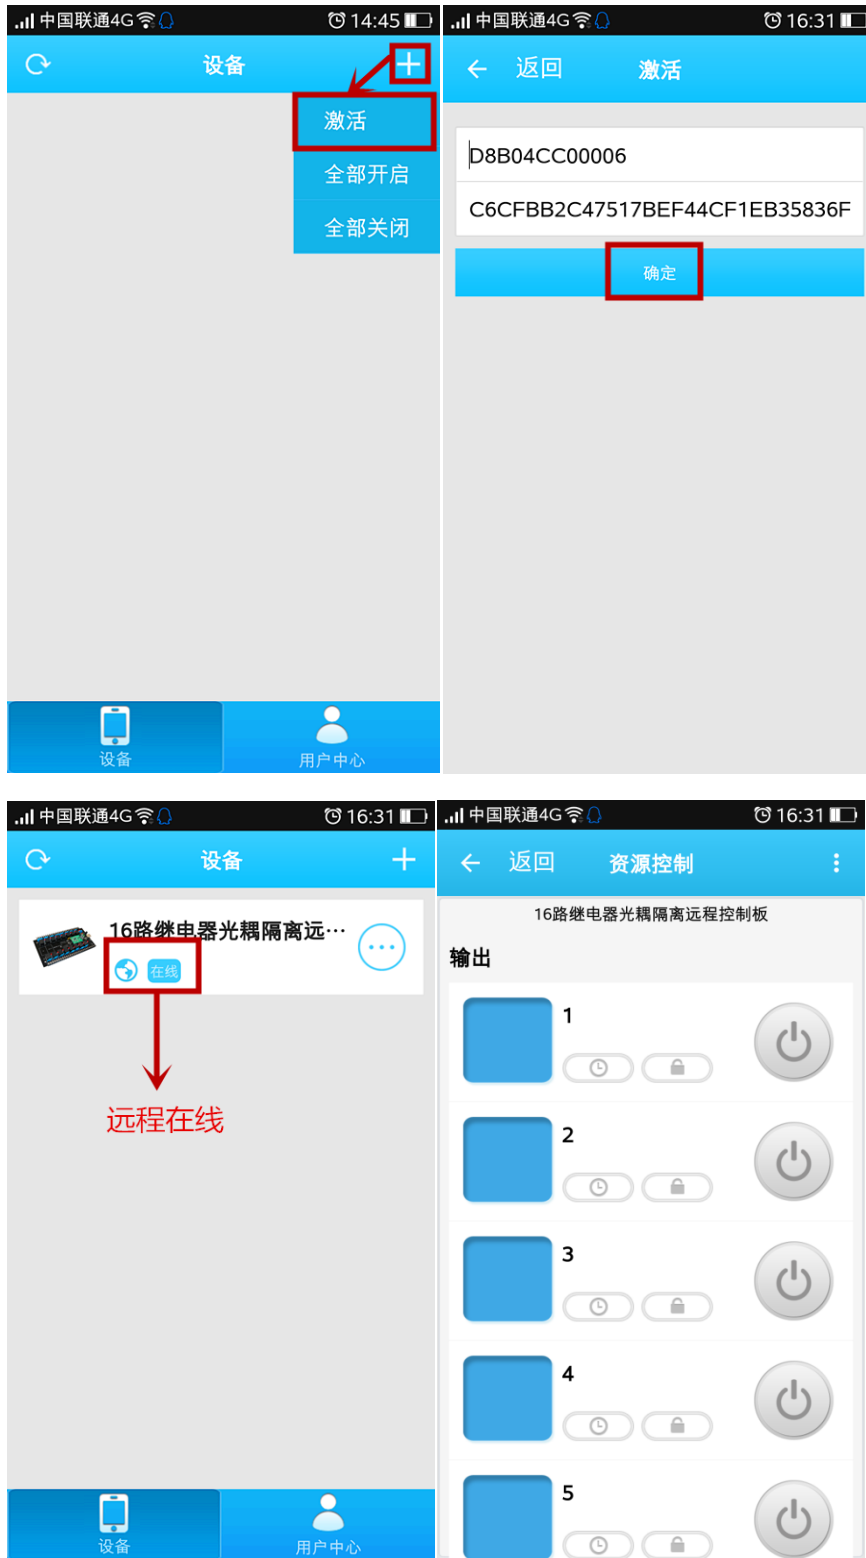 中国联通4G 14:45
设备
激活
全部开启
全部关闭
设备
用户中心
中国联通4G 16:31
返回 激活
D8B04CC00006
C6CFBB2C47517BEF44CF1EB35836F
确定
中国联通4G 16:31
设备
16路继电器光耦隔离远…
在线
远程在线
设备
用户中心
中国联通4G 16:31
返回 资源控制
16路继电器光耦隔离远程控制板
输出
1
2
3
4
5